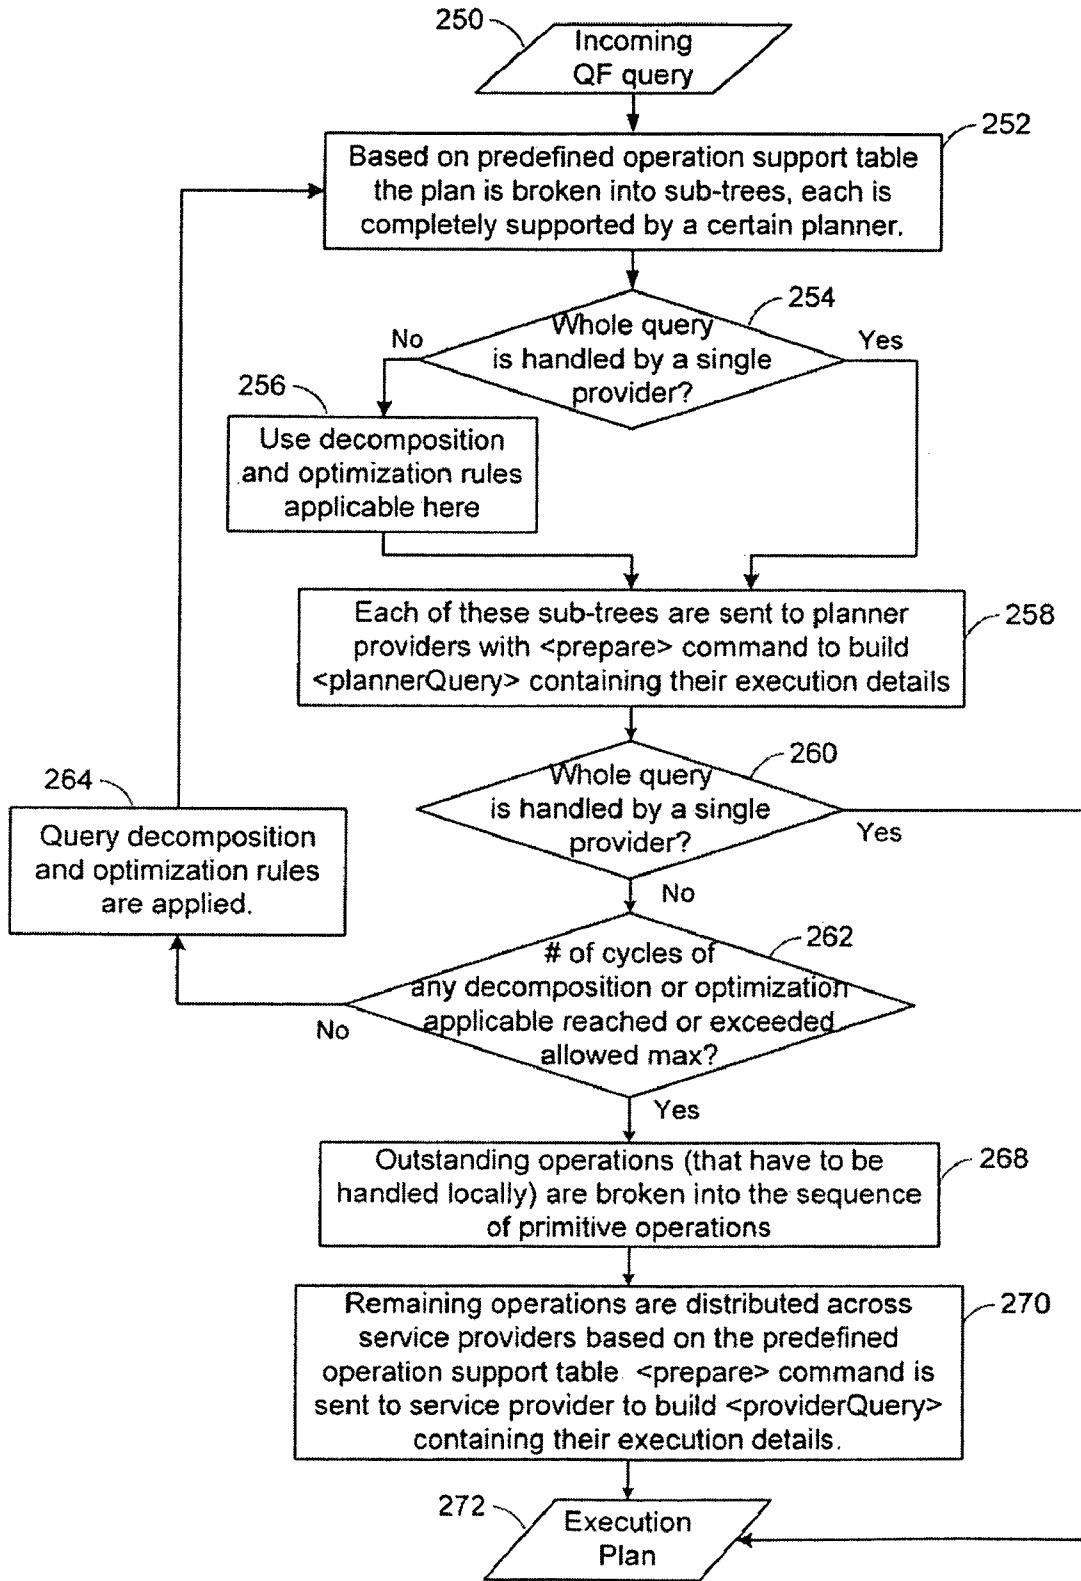 250
Incoming
QF query
252
Based on predefined operation support table
the plan is broken into sub-trees, each is
completely supported by a certain planner.
254
No
Whole query
is handled by a single
provider?
Yes
256
Use decomposition
and optimization rules
applicable here
Each of these sub-trees are sent to planner
providers with <prepare> command to build
<plannerQuery> containing their execution details
258
260
Whole query
is handled by a single
provider?
Yes
264
Query decomposition
and optimization rules
are applied.
No
262
# of cycles of
any decomposition or optimization
applicable reached or exceeded
allowed max?
No
Yes
Outstanding operations (that have to be
handled locally) are broken into the sequence
of primitive operations
268
Remaining operations are distributed across
service providers based on the predefined
operation support table <prepare> command is
sent to service provider to build <providerQuery>
containing their execution details.
270
272
Execution
Plan